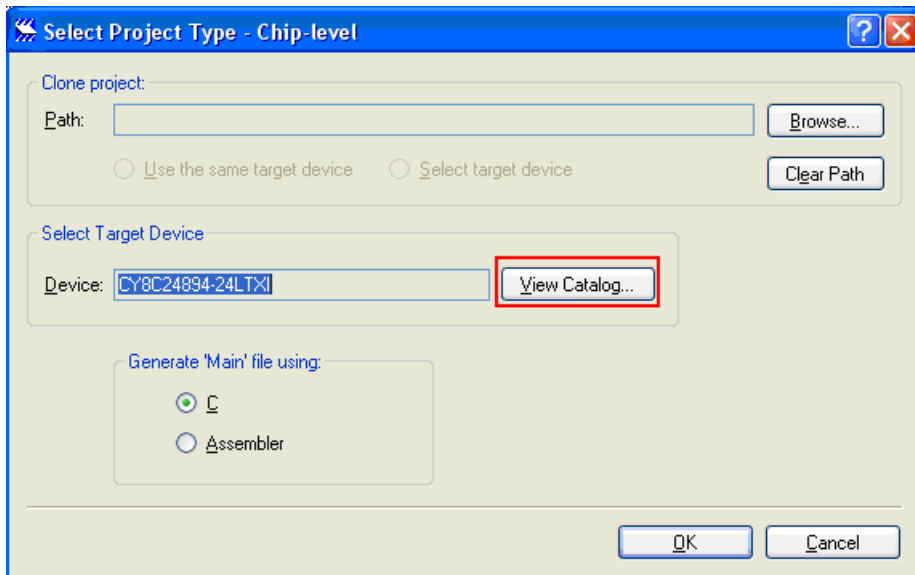 Select Project Type - Chip-level
Clone project:
Path:
Browse...
Use the same target device
Select target device
Clear Path
Select Target Device
Device: CY8C24894-24LTXI
View Catalog...
Generate 'Main' file using:
C
Assembler
OK
Cancel